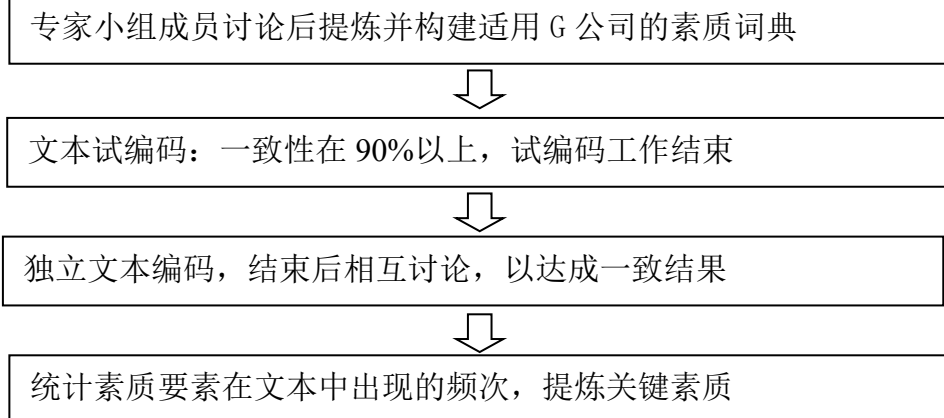 专家小组成员讨论后提炼并构建适用 G 公司的素质词典
文本试编码：一致性在 90%以上，试编码工作结束
独立文本编码，结束后相互讨论，以达成一致结果
统计素质要素在文本中出现的频次，提炼关键素质